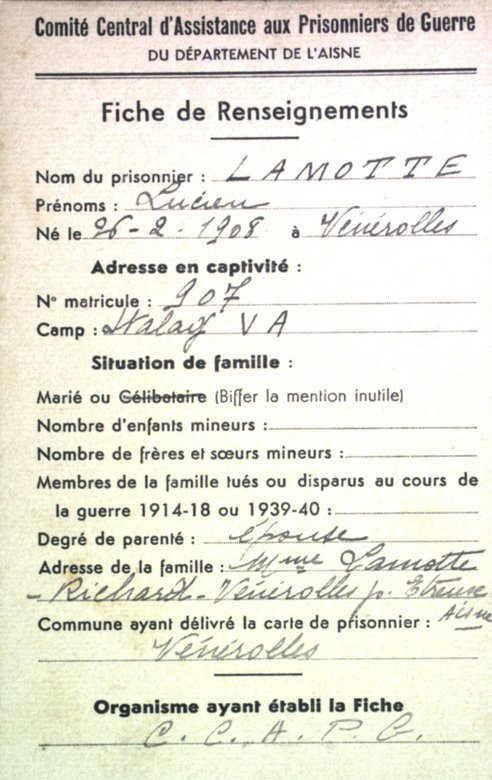 Comité Central d'Assistance aux Prisonniers de Guerre
DU DÉPARTEMENT DE L'AISNE
Fiche de Renseignements
Nom du prisonnier : LAMOTTE
Prénoms : Lucien
Né le 26-2-1908 à Vénérolles
Adresse en captivité :
N° matricule : 907
Camp : Stalag VA
Situation de famille :
Marié ou Célibataire (Biffer la mention inutile)
Nombre d'enfants mineurs :
Nombre de frères et sœurs mineurs :
Membres de la famille tués ou disparus au cours de
la guerre 1914-18 ou 1939-40 :
Degré de parenté : épouse
Adresse de la famille : Mme Lamotte
- Richard - Vénérolles p. Etreux
Aisne
Commune ayant délivré la carte de prisonnier :
Vénérolles
Organisme ayant établi la Fiche
C. C. A. P. G.